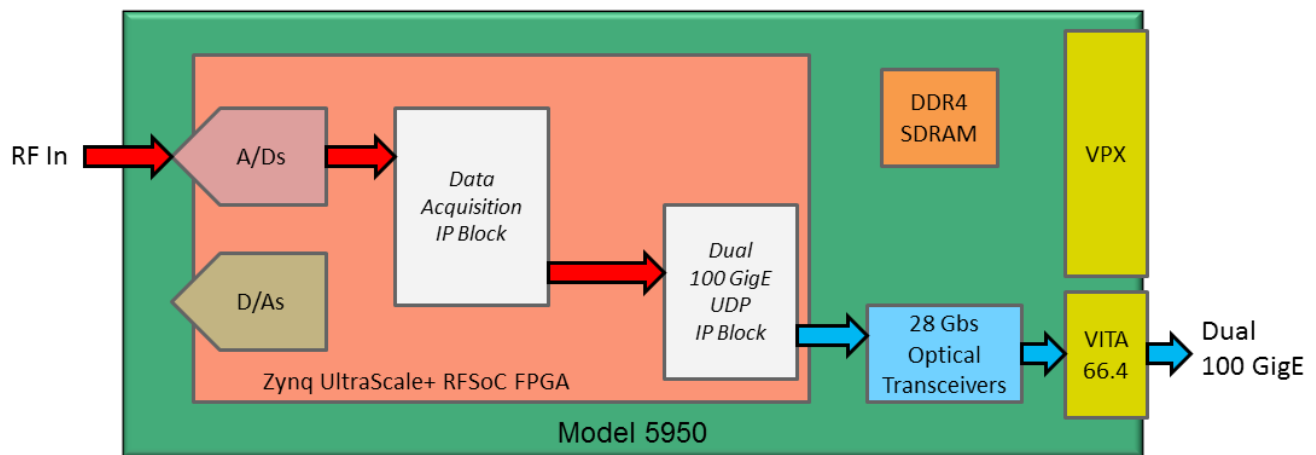 RF In
A/Ds
Data
Acquisition
IP Block
D/As
Dual
100 GigE
UDP
IP Block
Zynq UltraScale+ RFSoC FPGA
DDR4
SDRAM
VPX
28 Gbs
Optical
Transceivers
VITA
66.4
Dual
100 GigE
Model 5950